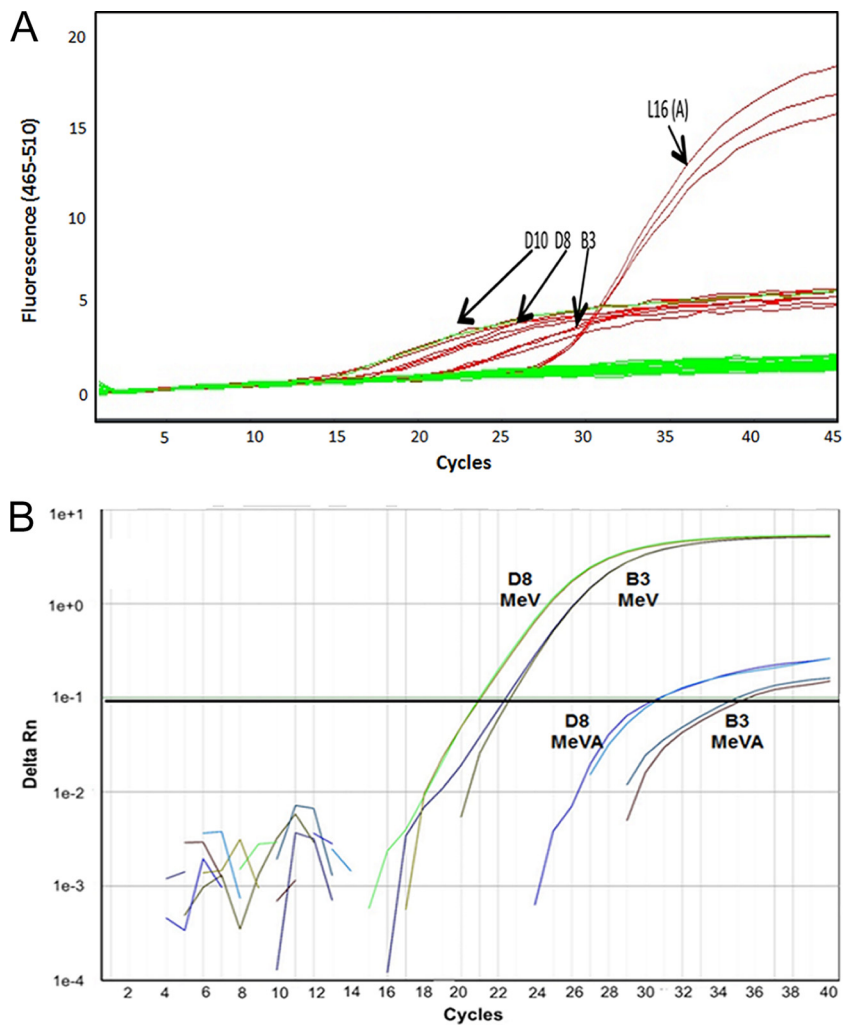 A
20
15
10
5
0
Fluorescence (465-510)
L16 (A)
D10 D8 B3
5 10 15 20 25 30 35 40 45
Cycles
B
1e+1
1e+0
1e-1
1e-2
1e-3
1e-4
Delta Rn
D8
MeV
B3
MeV
D8
MeVA
B3
MeVA
2 4 6 8 10 12 14 16 18 20 22 24 26 28 30 32 34 36 38 40
Cycles